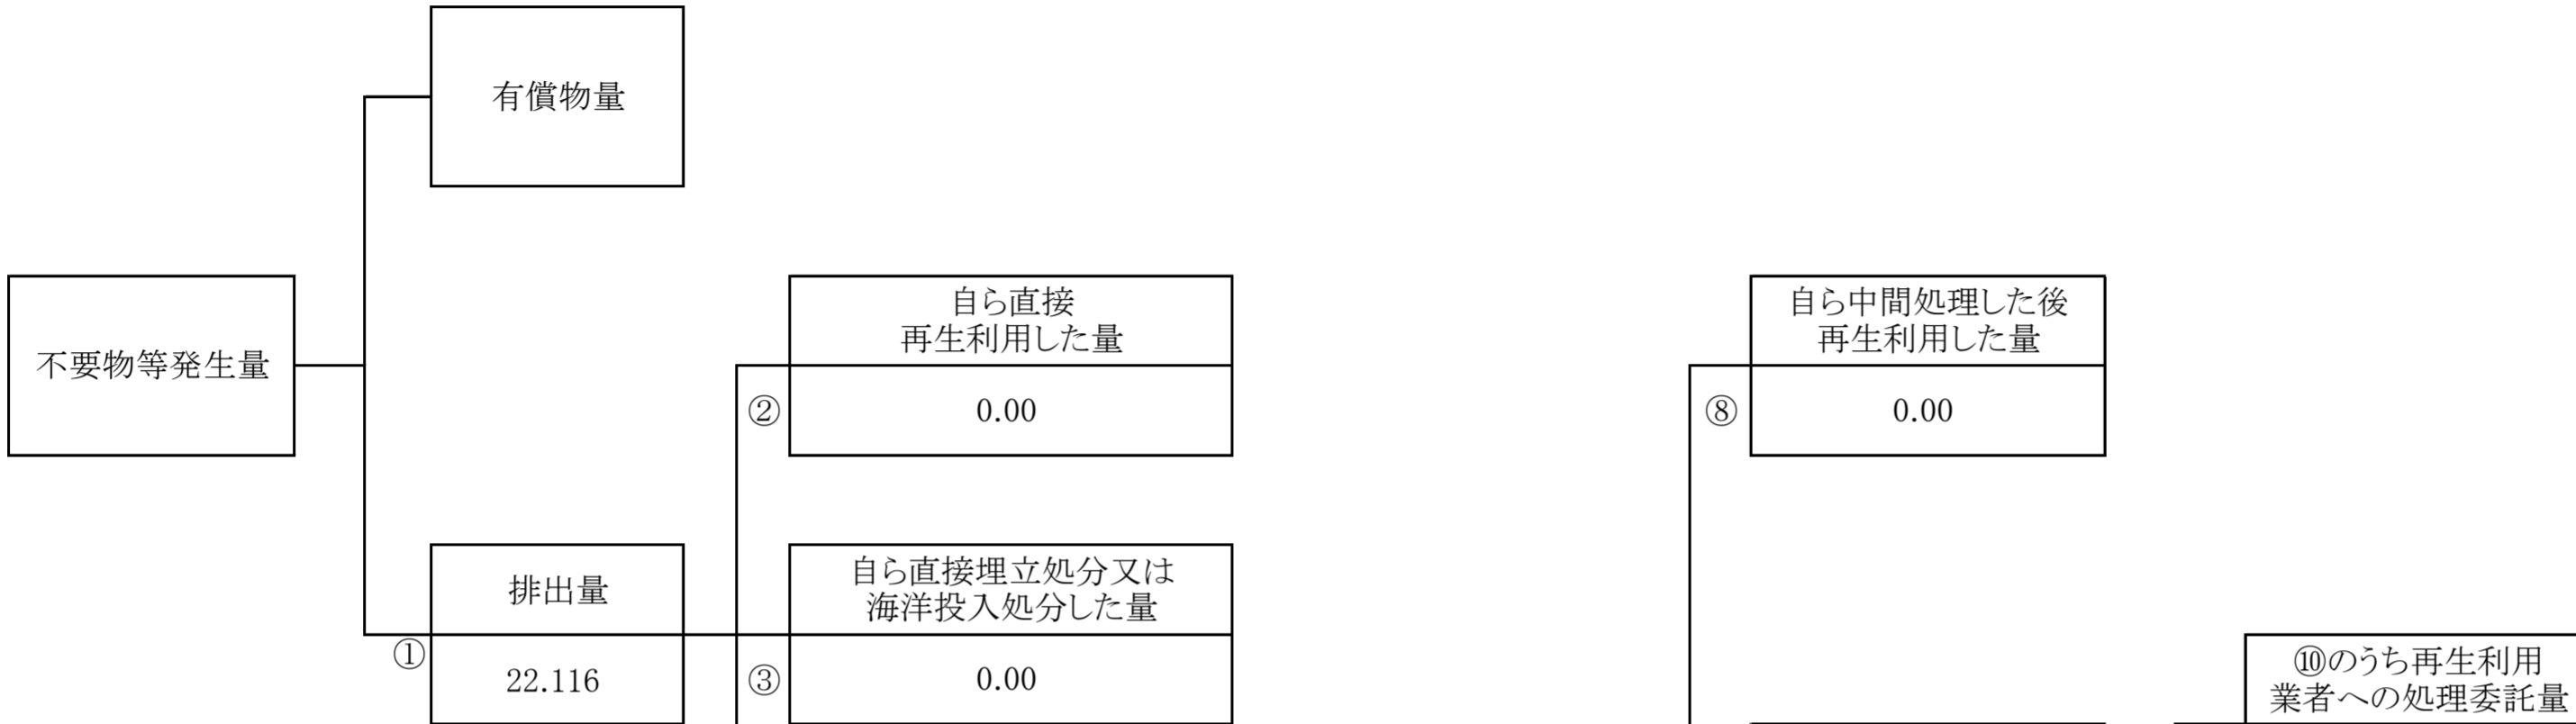 有償物量
不要物等発生量
自ら直接
再生利用した量
②
0.00
自ら中間処理した後
再生利用した量
⑧
0.00
排出量
①
22.116
自ら直接埋立処分又は
海洋投入処分した量
③
0.00
⑩のうち再生利用
業者への処理委託量